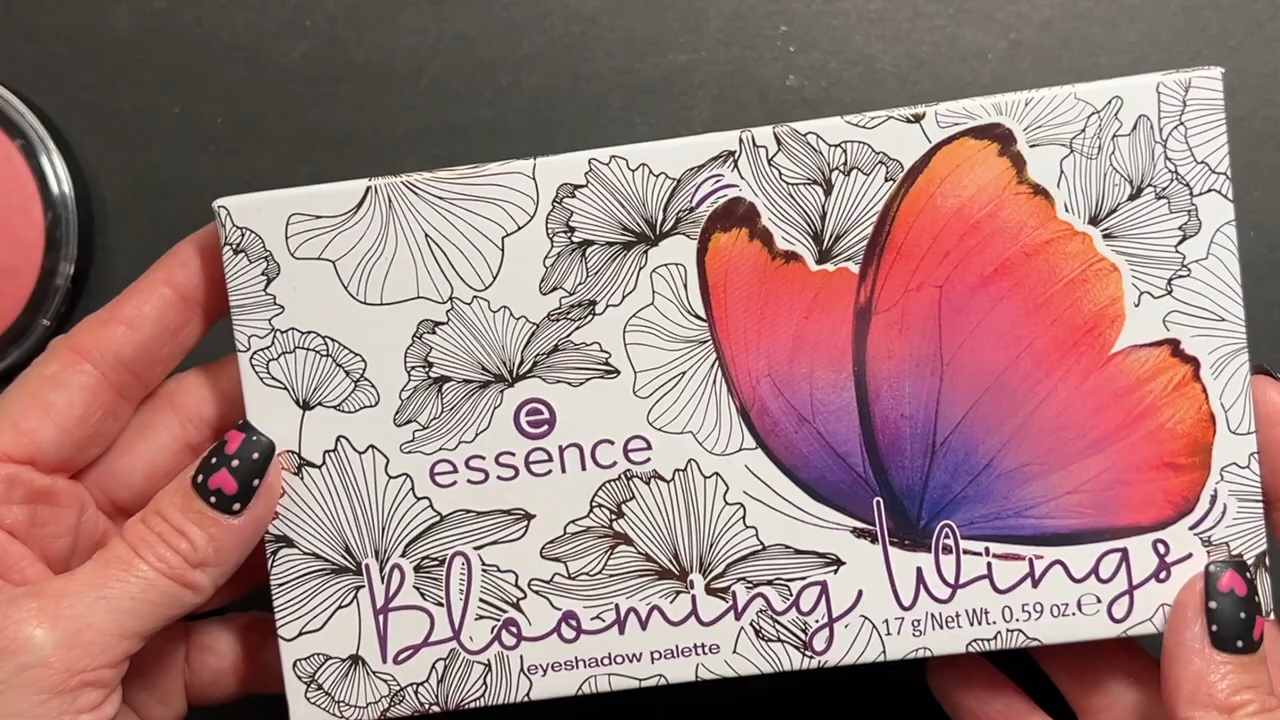 e
essence
Blooming Wings
eyeshadow palette
17 g/Net Wt. 0.59 oz.℮